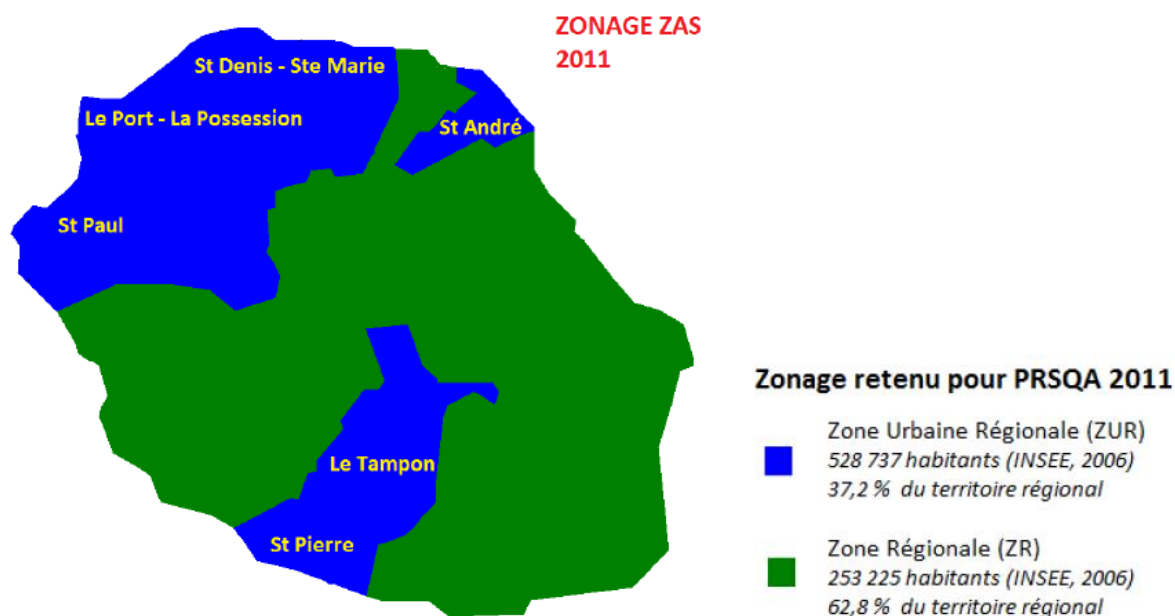 ZONAGE ZAS
2011
St Denis - Ste Marie
Le Port - La Possession
St André
St Paul
Le Tampon
St Pierre
Zonage retenu pour PRSQA 2011
Zone Urbaine Régionale (ZUR)
528 737 habitants (INSEE, 2006)
37,2 % du territoire régional
Zone Régionale (ZR)
253 225 habitants (INSEE, 2006)
62,8 % du territoire régional